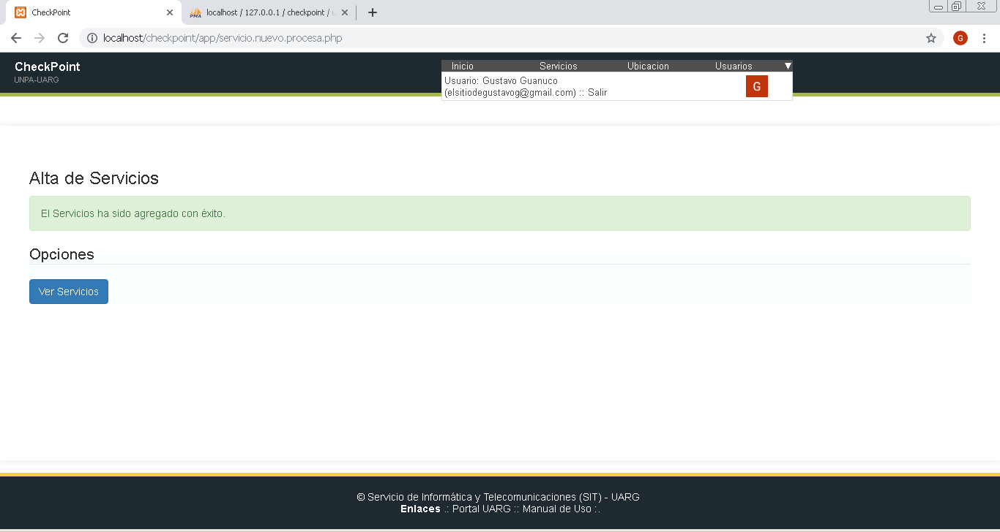 CheckPoint
localhost / 127.0.0.1 / checkpoint /
localhost/checkpoint/app/servicio.nuevo.procesa.php
G
CheckPoint
UNPA-UARG
Inicio Servicios Ubicacion Usuarios ▼
Usuario: Gustavo Guanuco
(elsitiodegustavog@gmail.com) :: Salir
G
Alta de Servicios
El Servicios ha sido agregado con éxito.
Opciones
Ver Servicios
© Servicio de Informática y Telecomunicaciones (SIT) - UARG
Enlaces .: Portal UARG :: Manual de Uso :.